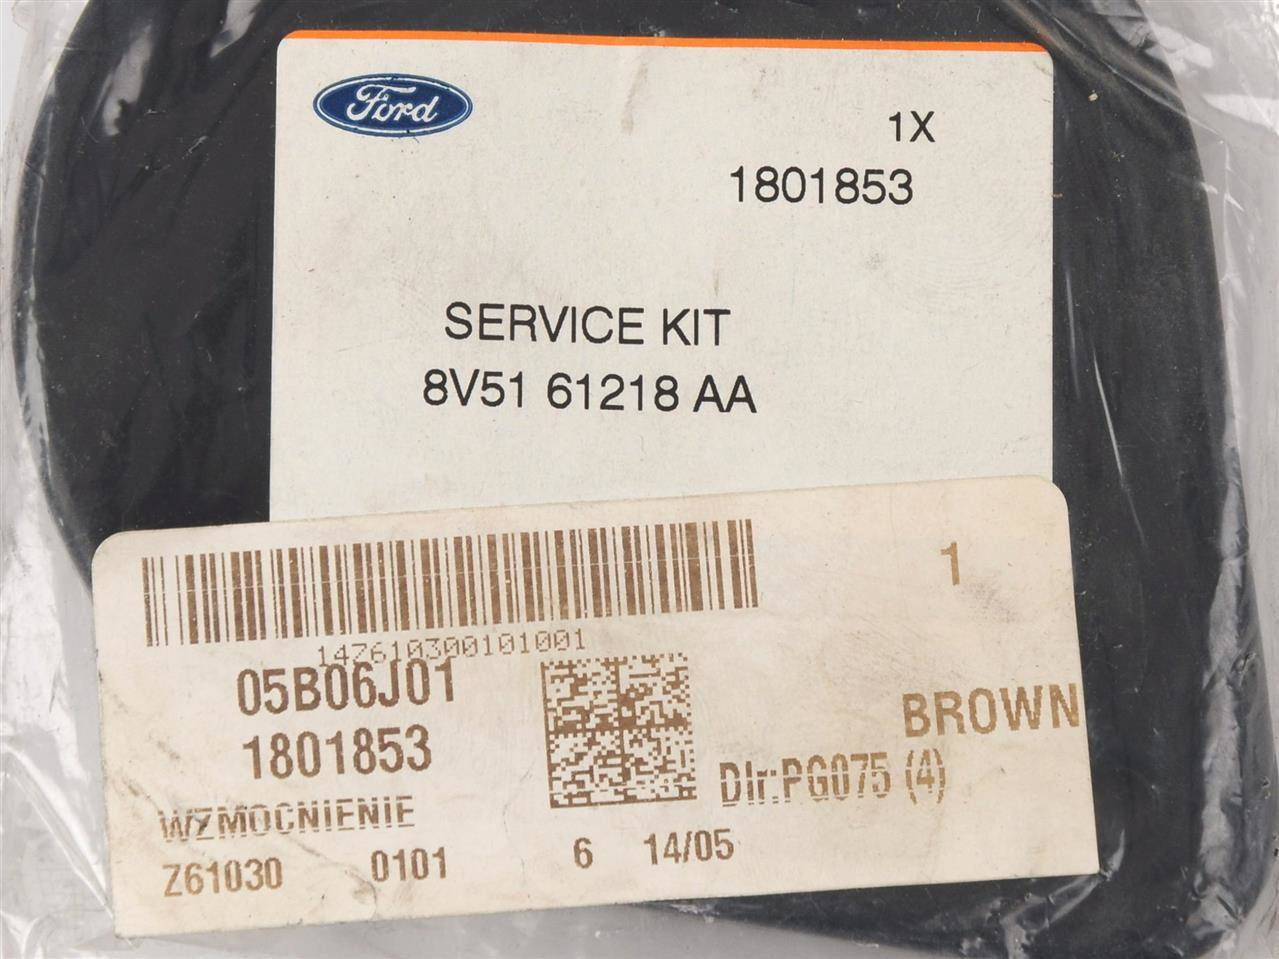 Ford
1X
1801853
SERVICE KIT
8V51 61218 AA
1
147610300101001
05B06J01
1801853
BROWN
Dlr:PG075 (4)
WZMOCNIENIE
Z61030 0101 6 14/05